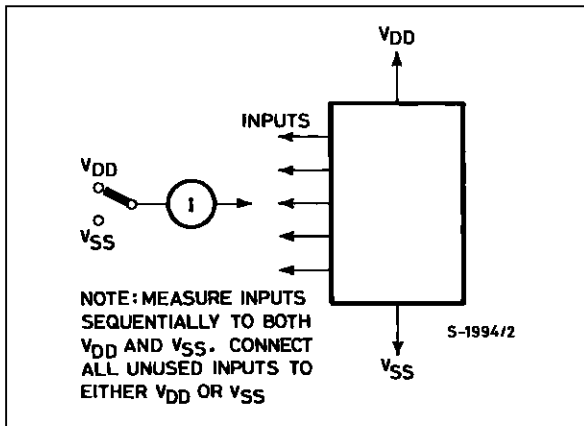 VDD
INPUTS
VDD
I
VSS
NOTE: MEASURE INPUTS
SEQUENTIALLY TO BOTH
VDD AND VSS. CONNECT
ALL UNUSED INPUTS TO
EITHER VDD OR VSS
S-1994/2
VSS